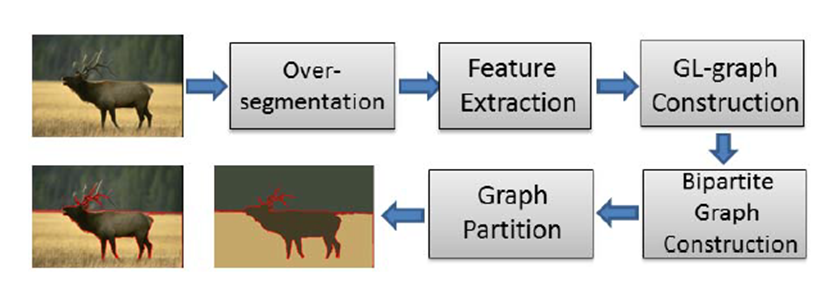 Over-
segmentation
Feature
Extraction
GL-graph
Construction
Bipartite
Graph
Construction
Graph
Partition